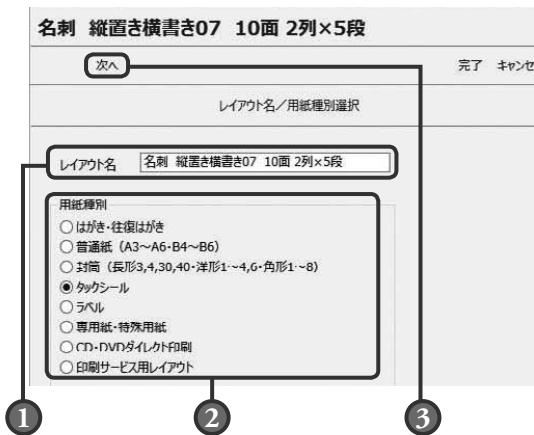 名刺 縦置き横書き07 10面 2列×5段
次へ 完了 キャンセ
レイアウト名／用紙種別選択
レイアウト名 名刺 縦置き横書き07 10面 2列×5段
用紙種別
はがき・往復はがき
普通紙（A3～A6・B4～B6）
封筒（長形3,4,30,40・洋形1～4,6・角形1～8）
タックシール
ラベル
専用紙・特殊用紙
CD・DVDダイレクト印刷
印刷サービス用レイアウト
1 2 3